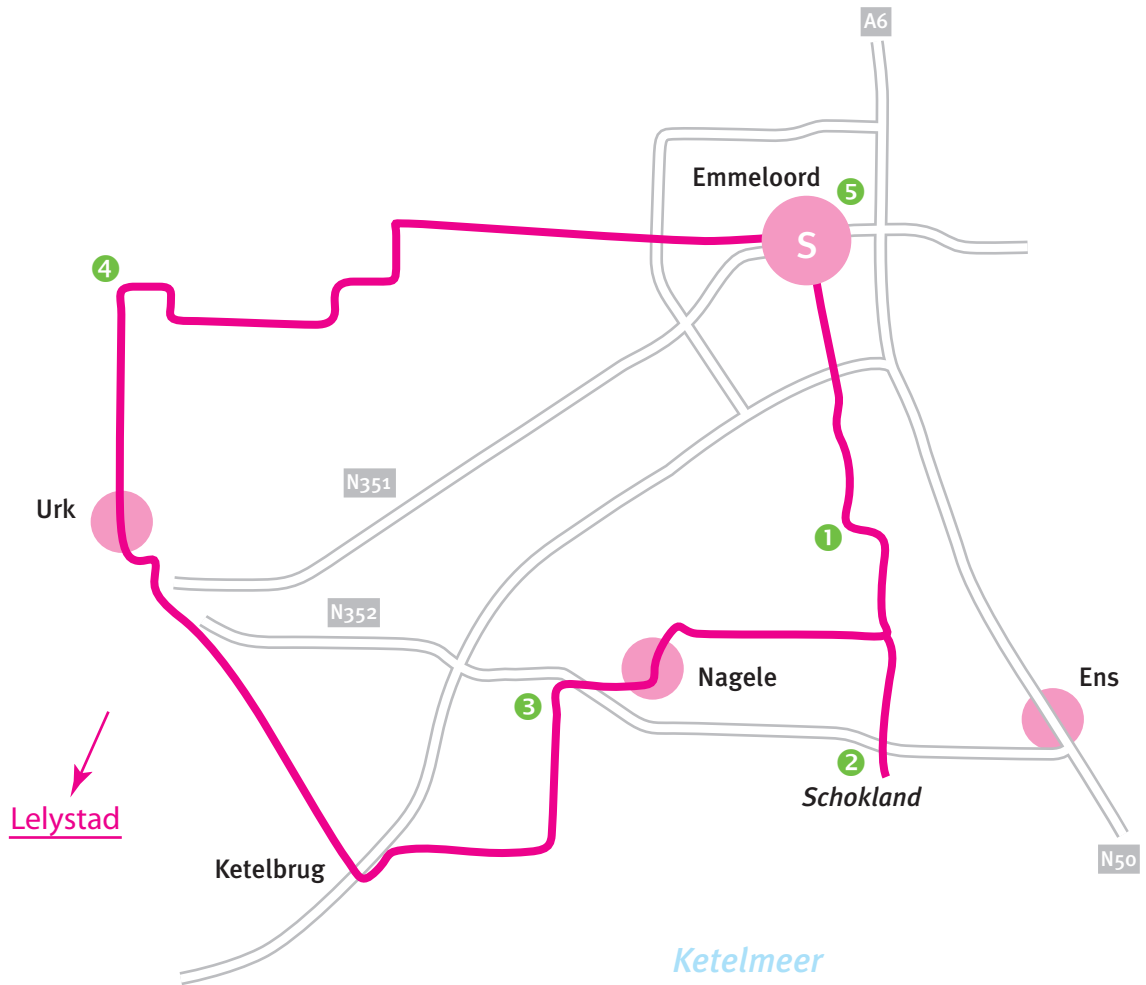 A6
Emmeloord
5
S
4
N351
Urk
1
N352
Nagele
Ens
3
2
Schokland
Lelystad
Ketelbrug
N50
Ketelmeer